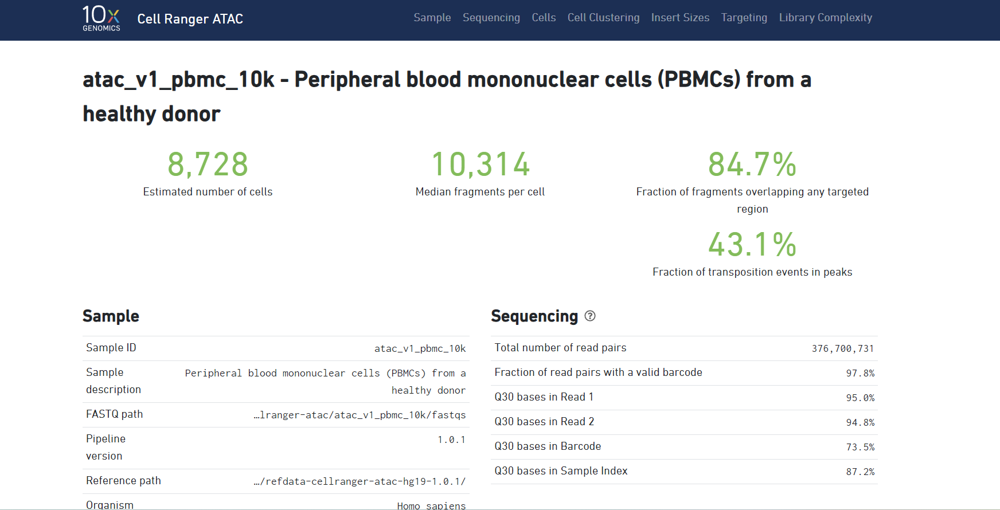 10X
GENOMICS
Cell Ranger ATAC
Sample Sequencing Cells Cell Clustering Insert Sizes Targeting Library Complexity
atac_v1_pbmc_10k - Peripheral blood mononuclear cells (PBMCs) from a
healthy donor
8,728
Estimated number of cells
10,314
Median fragments per cell
84.7%
Fraction of fragments overlapping any targeted
region
43.1%
Fraction of transposition events in peaks
Sample
Sample ID atac_v1_pbmc_10k
Sample Peripheral blood mononuclear cells (PBMCs) from a
description healthy donor
FASTQ path …lranger-atac/atac_v1_pbmc_10k/fastqs
Pipeline 1.0.1
version
Reference path …/refdata-cellranger-atac-hg19-1.0.1/
Organism Homo sapiens
Sequencing ?
Total number of read pairs 376,700,731
Fraction of read pairs with a valid barcode 97.8%
Q30 bases in Read 1 95.0%
Q30 bases in Read 2 94.8%
Q30 bases in Barcode 73.5%
Q30 bases in Sample Index 87.2%